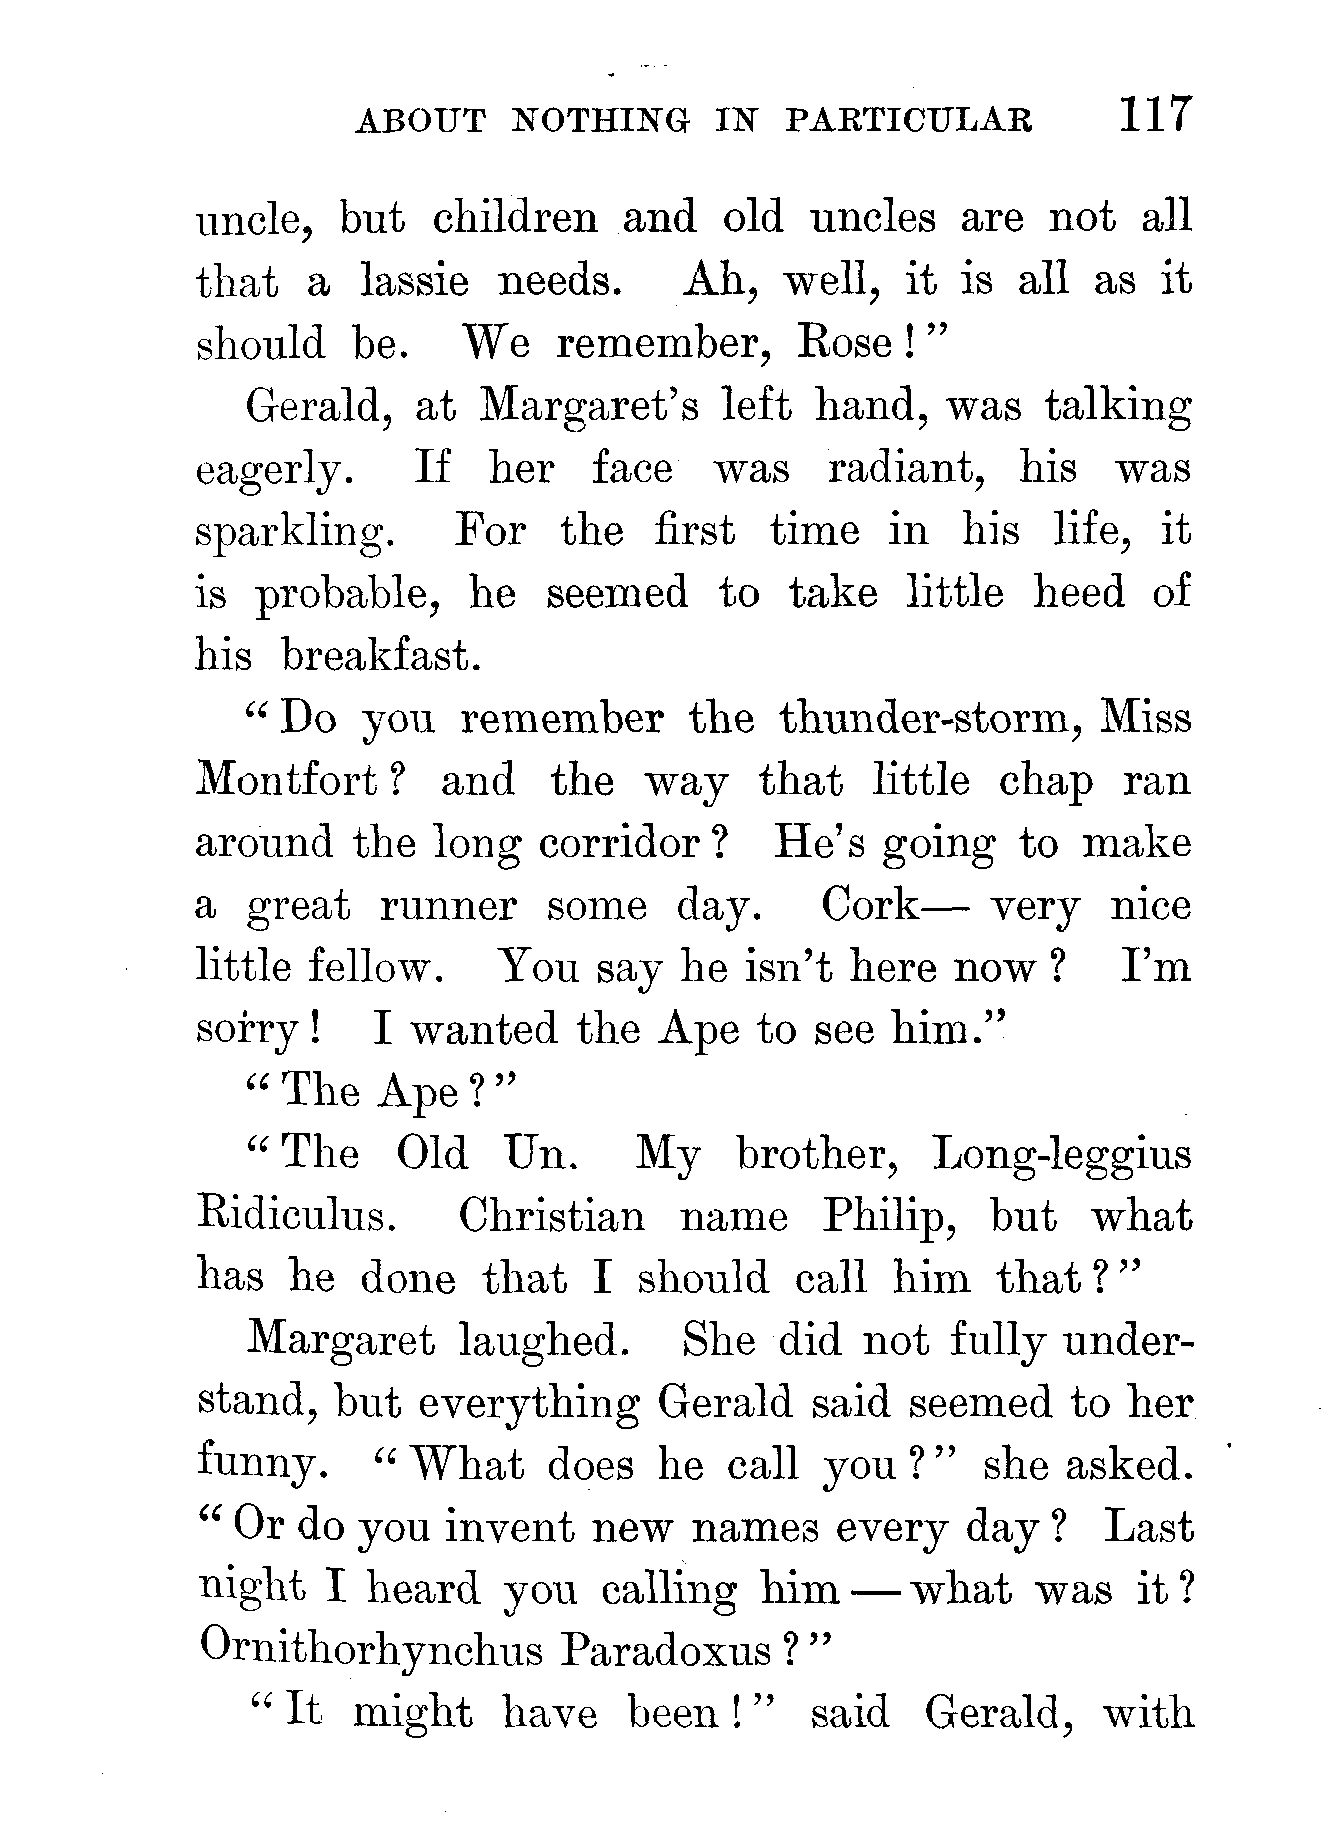 ABOUT NOTHING IN PARTICULAR 117
uncle, but children and old uncles are not all
that a lassie needs. Ah, well, it is all as it
should be. We remember, Rose!"
Gerald, at Margaret's left hand, was talking
eagerly. If her face was radiant, his was
sparkling. For the first time in his life, it
is probable, he seemed to take little heed of
his breakfast.
"Do you remember the thunder-storm, Miss
Montfort? and the way that little chap ran
around the long corridor? He's going to make
a great runner some day. Cork— very nice
little fellow. You say he isn't here now? I'm
sorry! I wanted the Ape to see him."
"The Ape?"
"The Old Un. My brother, Long-leggius
Ridiculus. Christian name Philip, but what
has he done that I should call him that?"
Margaret laughed. She did not fully under-
stand, but everything Gerald said seemed to her
funny. "What does he call you?" she asked.
"Or do you invent new names every day? Last
night I heard you calling him — what was it?
Ornithorhynchus Paradoxus?"
"It might have been!" said Gerald, with